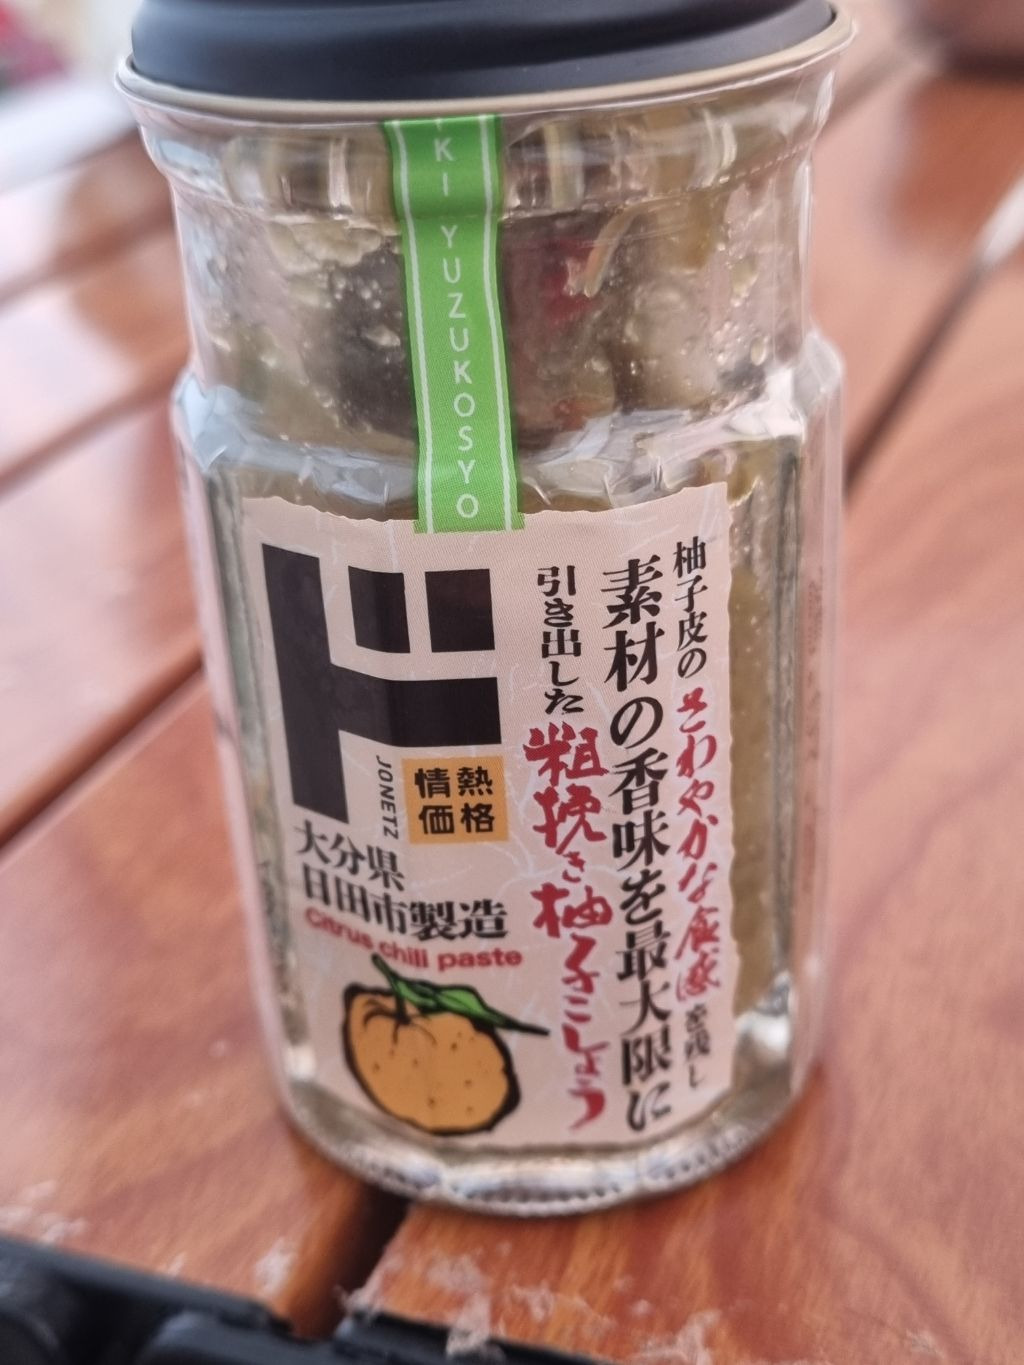 KI YUZUKOSYO
柚子皮のさわやかな食感を残し
素材の香味を最大限に
引き出した粗挽き柚子こしょう
ド
JONETZ
情熱
価格
大分県
日田市製造
Citrus chili paste